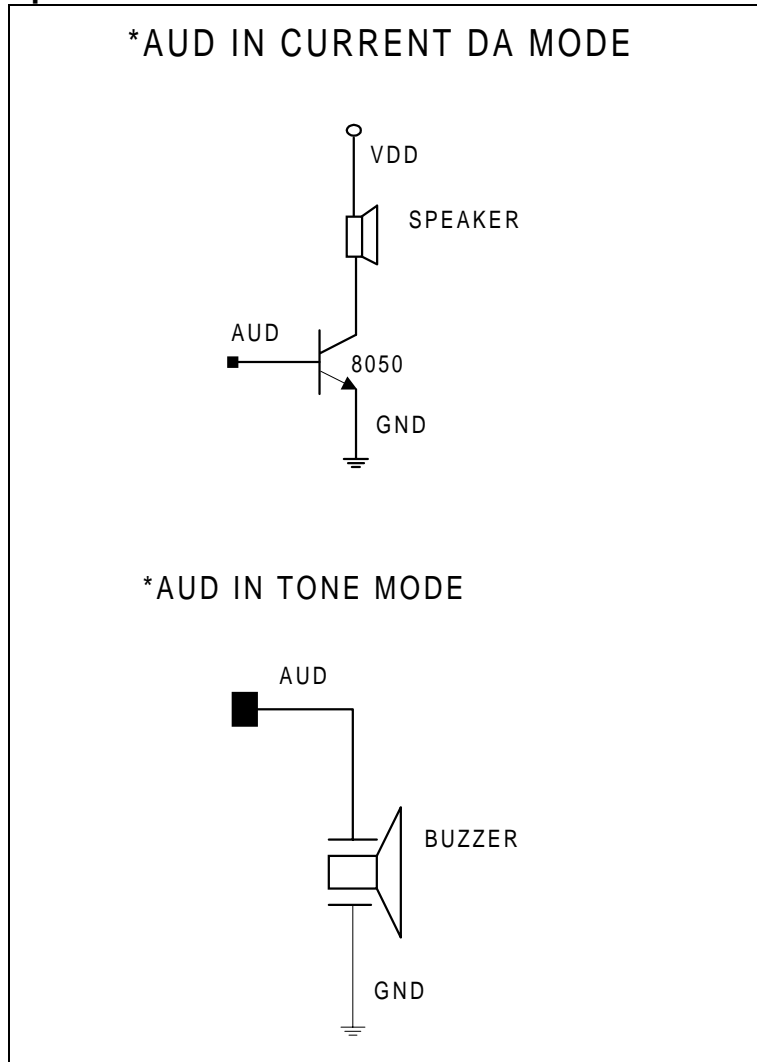 *AUD IN CURRENT DA MODE
VDD
SPEAKER
AUD
8050
GND
*AUD IN TONE MODE
AUD
BUZZER
GND